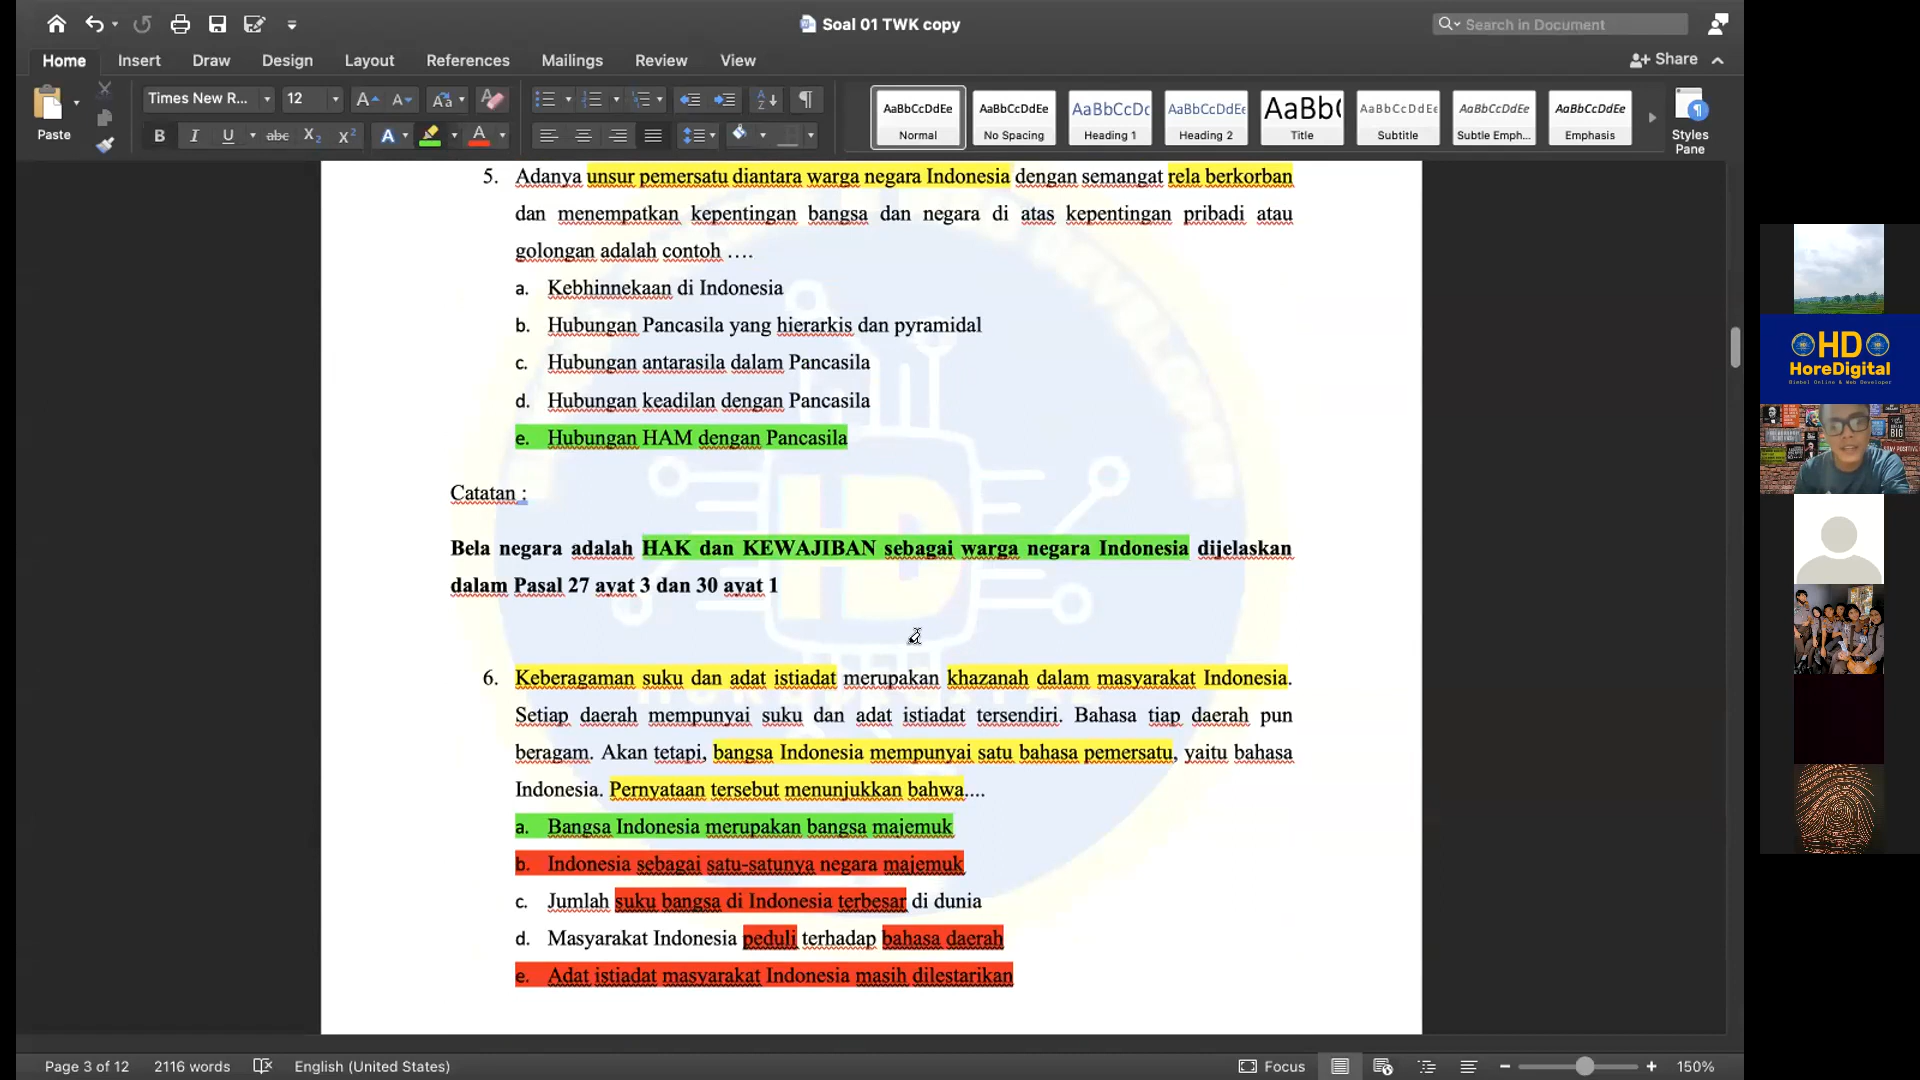 Soal 01 TWK copy
Search in Document
Home Insert Draw Design Layout References Mailings Review View
Share
Paste
Times New R... 12
AaBbCcDdEe Normal
AaBbCcDdEe No Spacing
AaBbCcDc Heading 1
AaBbCcDdEe Heading 2
AaBb( Title
AaBbCcDdEe Subtitle
AaBbCcDdEe Subtle Emph...
AaBbCcDdEe Emphasis
Styles Pane
5. Adanya unsur pemersatu diantara warga negara Indonesia dengan semangat rela berkorban
dan menempatkan kepentingan bangsa dan negara di atas kepentingan pribadi atau
golongan adalah contoh ….
a. Kebhinnekaan di Indonesia
b. Hubungan Pancasila yang hierarkis dan pyramidal
c. Hubungan antarasila dalam Pancasila
d. Hubungan keadilan dengan Pancasila
e. Hubungan HAM dengan Pancasila
Catatan :
Bela negara adalah HAK dan KEWAJIBAN sebagai warga negara Indonesia dijelaskan
dalam Pasal 27 ayat 3 dan 30 ayat 1
6. Keberagaman suku dan adat istiadat merupakan khazanah dalam masyarakat Indonesia.
Setiap daerah mempunyai suku dan adat istiadat tersendiri. Bahasa tiap daerah pun
beragam. Akan tetapi, bangsa Indonesia mempunyai satu bahasa pemersatu, yaitu bahasa
Indonesia. Pernyataan tersebut menunjukkan bahwa....
a. Bangsa Indonesia merupakan bangsa majemuk
b. Indonesia sebagai satu-satunya negara majemuk
c. Jumlah suku bangsa di Indonesia terbesar di dunia
d. Masyarakat Indonesia peduli terhadap bahasa daerah
e. Adat istiadat masyarakat Indonesia masih dilestarikan
HD
HoreDigital
Bimbel Online & Web Developer
Page 3 of 12 2116 words English (United States) Focus 150%